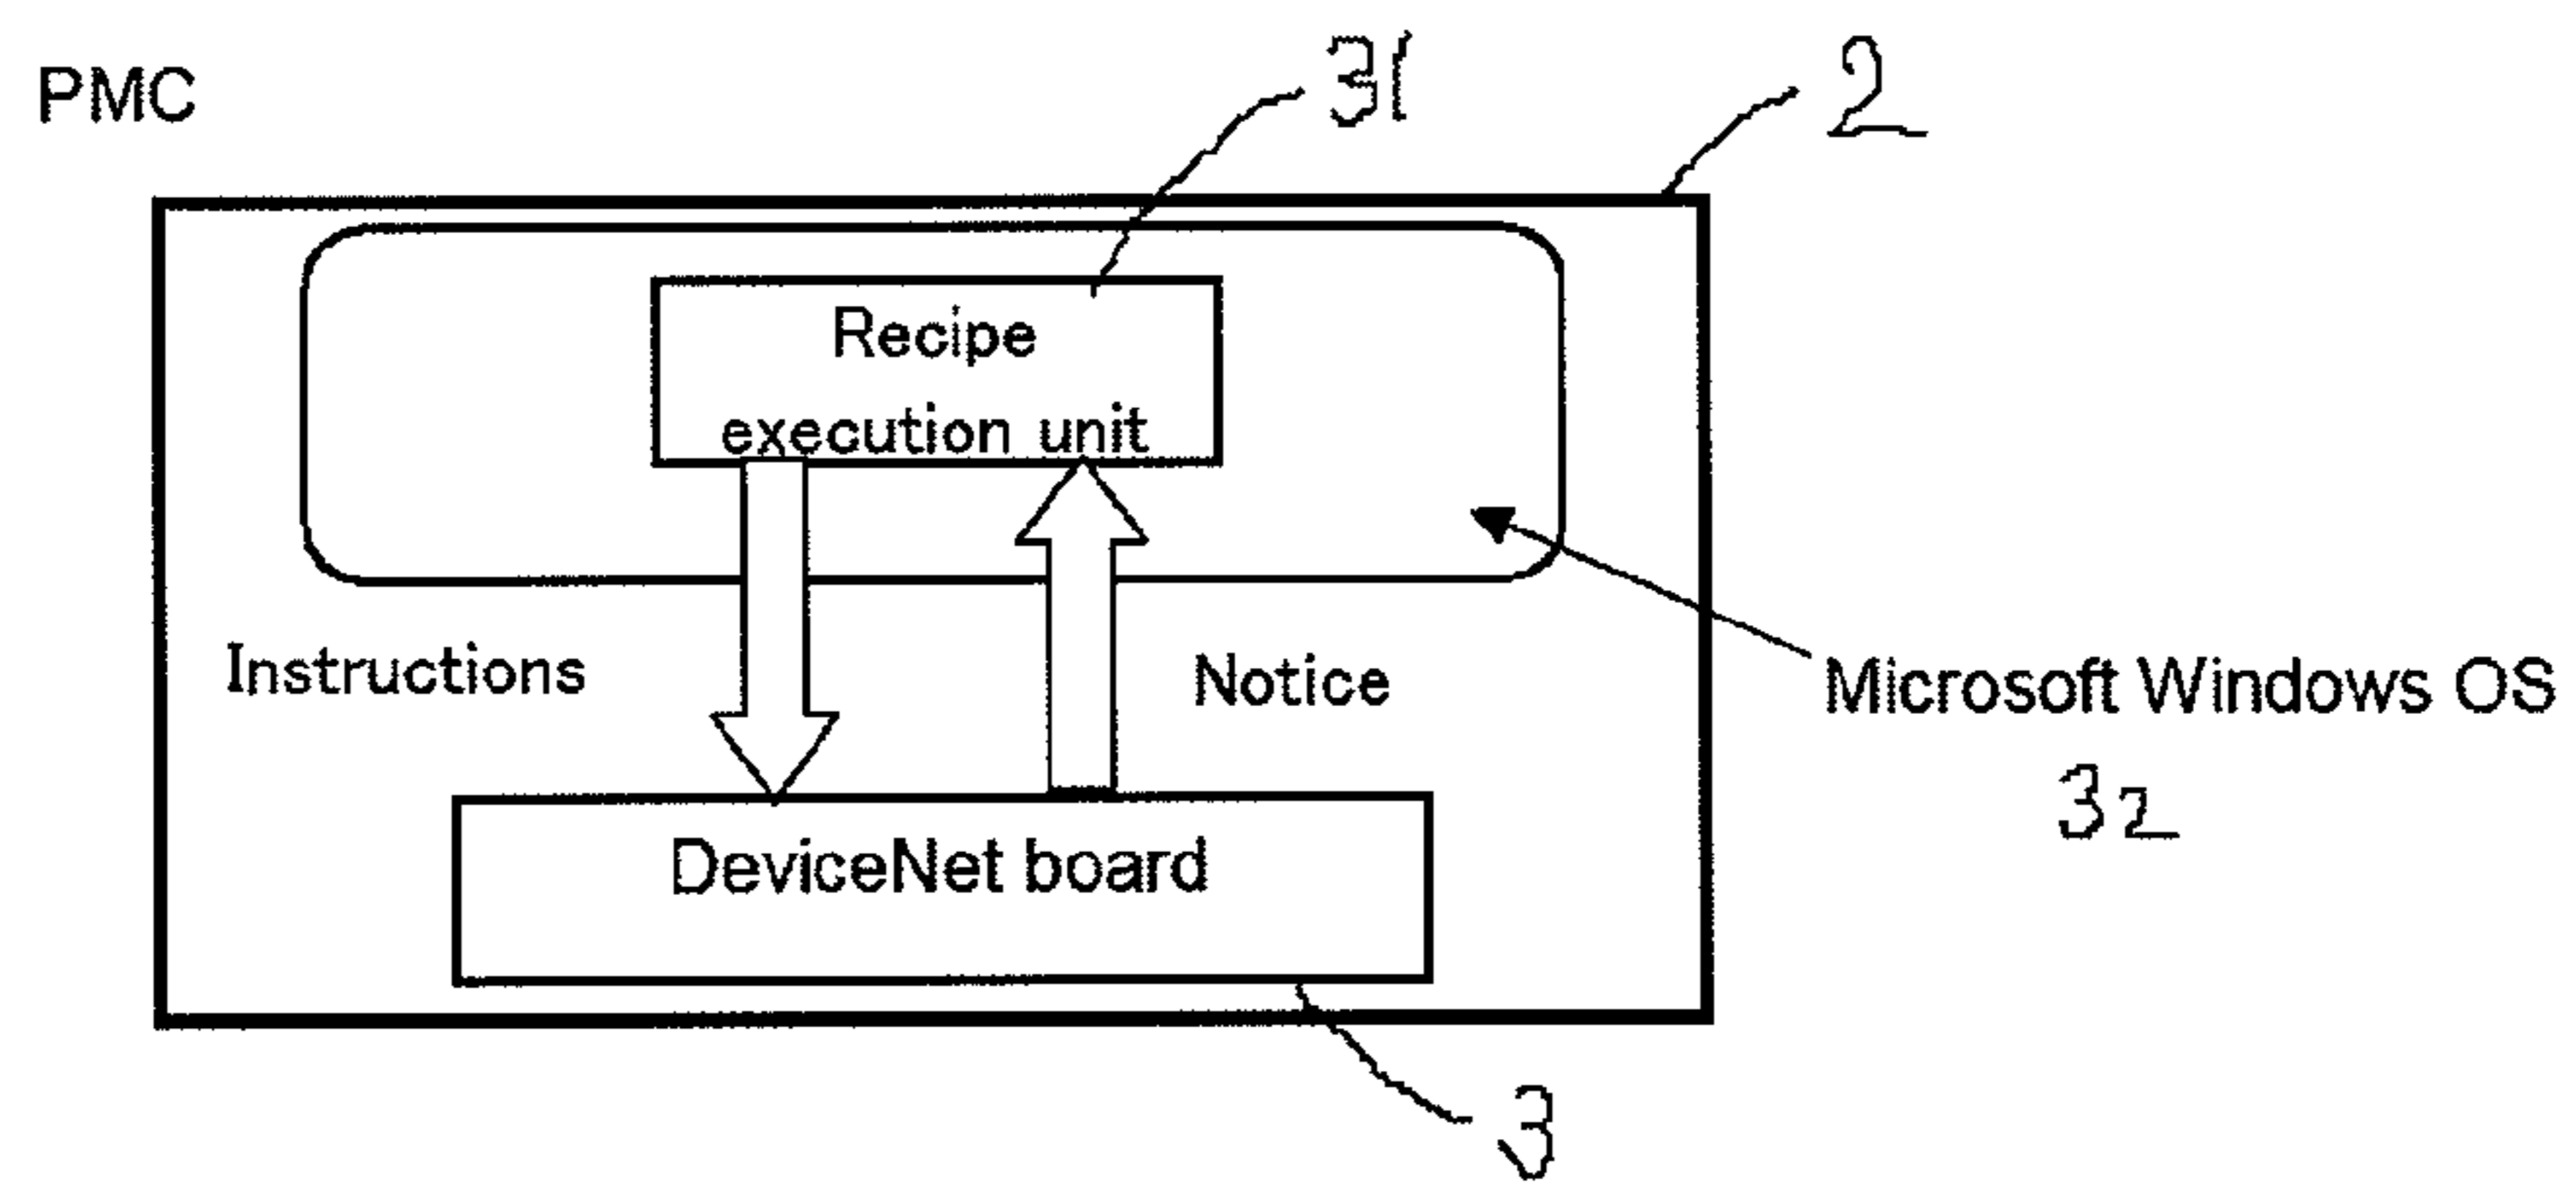 PMC
31
2
Recipe
execution unit
Instructions
Notice
Microsoft Windows OS
32
DeviceNet board
3